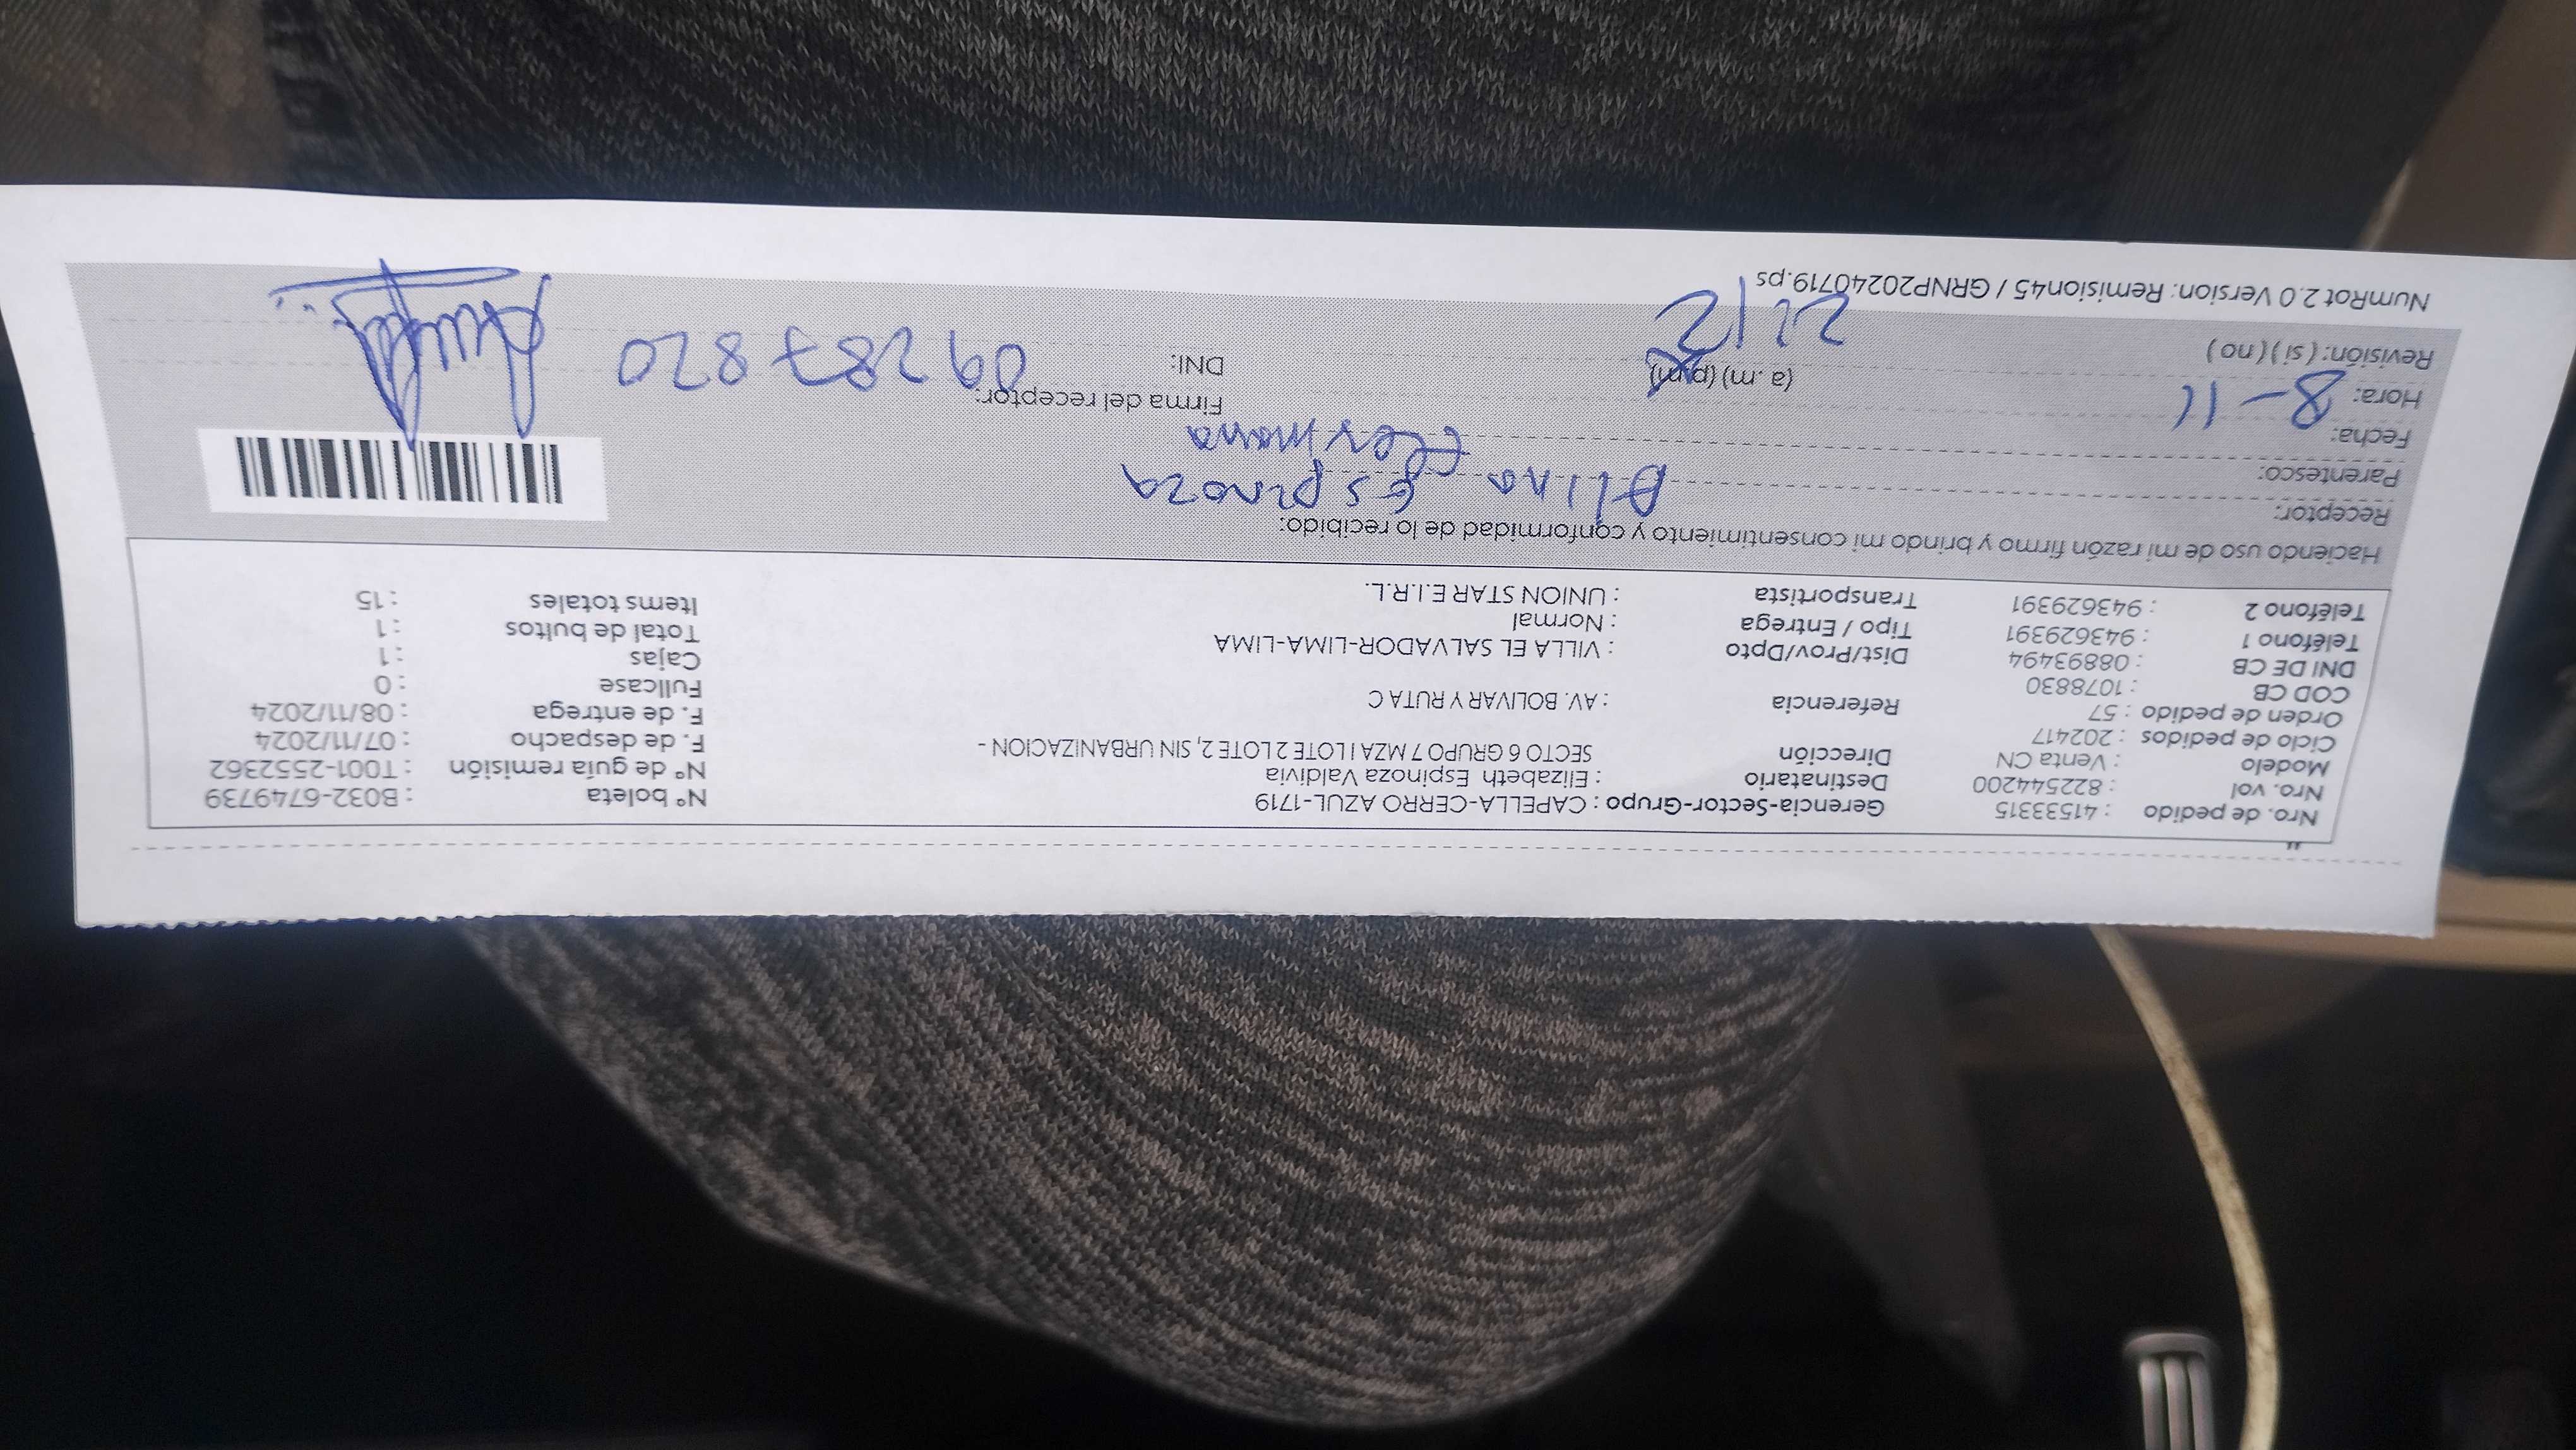 Nro. de pedido : 41533315 Gerencia-Sector-Grupo : CAPELLA-CERRO AZUL-1719 N° boleta : B032-6749739
Nro. vol : 822544200 Destinatario : Elizabeth Espinoza Valdivia N° de guía remisión : T001-2552362
Modelo : Venta CN Dirección SECTO 6 GRUPO 7 MZA I LOTE 2 LOTE 2, SIN URBANIZACION - F. de despacho : 07/11/2024
Ciclo de pedidos : 202417 F. de entrega : 08/11/2024
Orden de pedido : 57 Referencia : AV. BOLIVAR Y RUTA C Fullcase : 0
COD CB : 1078830 Cajas : 1
DNI DE CB : 08893494 Dist/Prov/Dpto : VILLA EL SALVADOR-LIMA-LIMA Total de bultos : 1
Teléfono 1 : 943629391 Tipo / Entrega : Normal Items totales : 15
Teléfono 2 : 943629391 Transportista : UNION STAR E.I.R.L.
Haciendo uso de mi razón firmo y brindo mi consentimiento y conformidad de lo recibido:
Receptor: Alina Espinoza
Parentesco: Hermana
Fecha: 8-11 Firma del receptor:
Hora: (a.m) (p.m) DNI: 09287820
Revisión: ( si ) ( no )
NumRot 2.0 Version: Remision45 / GRNP20240719.ps